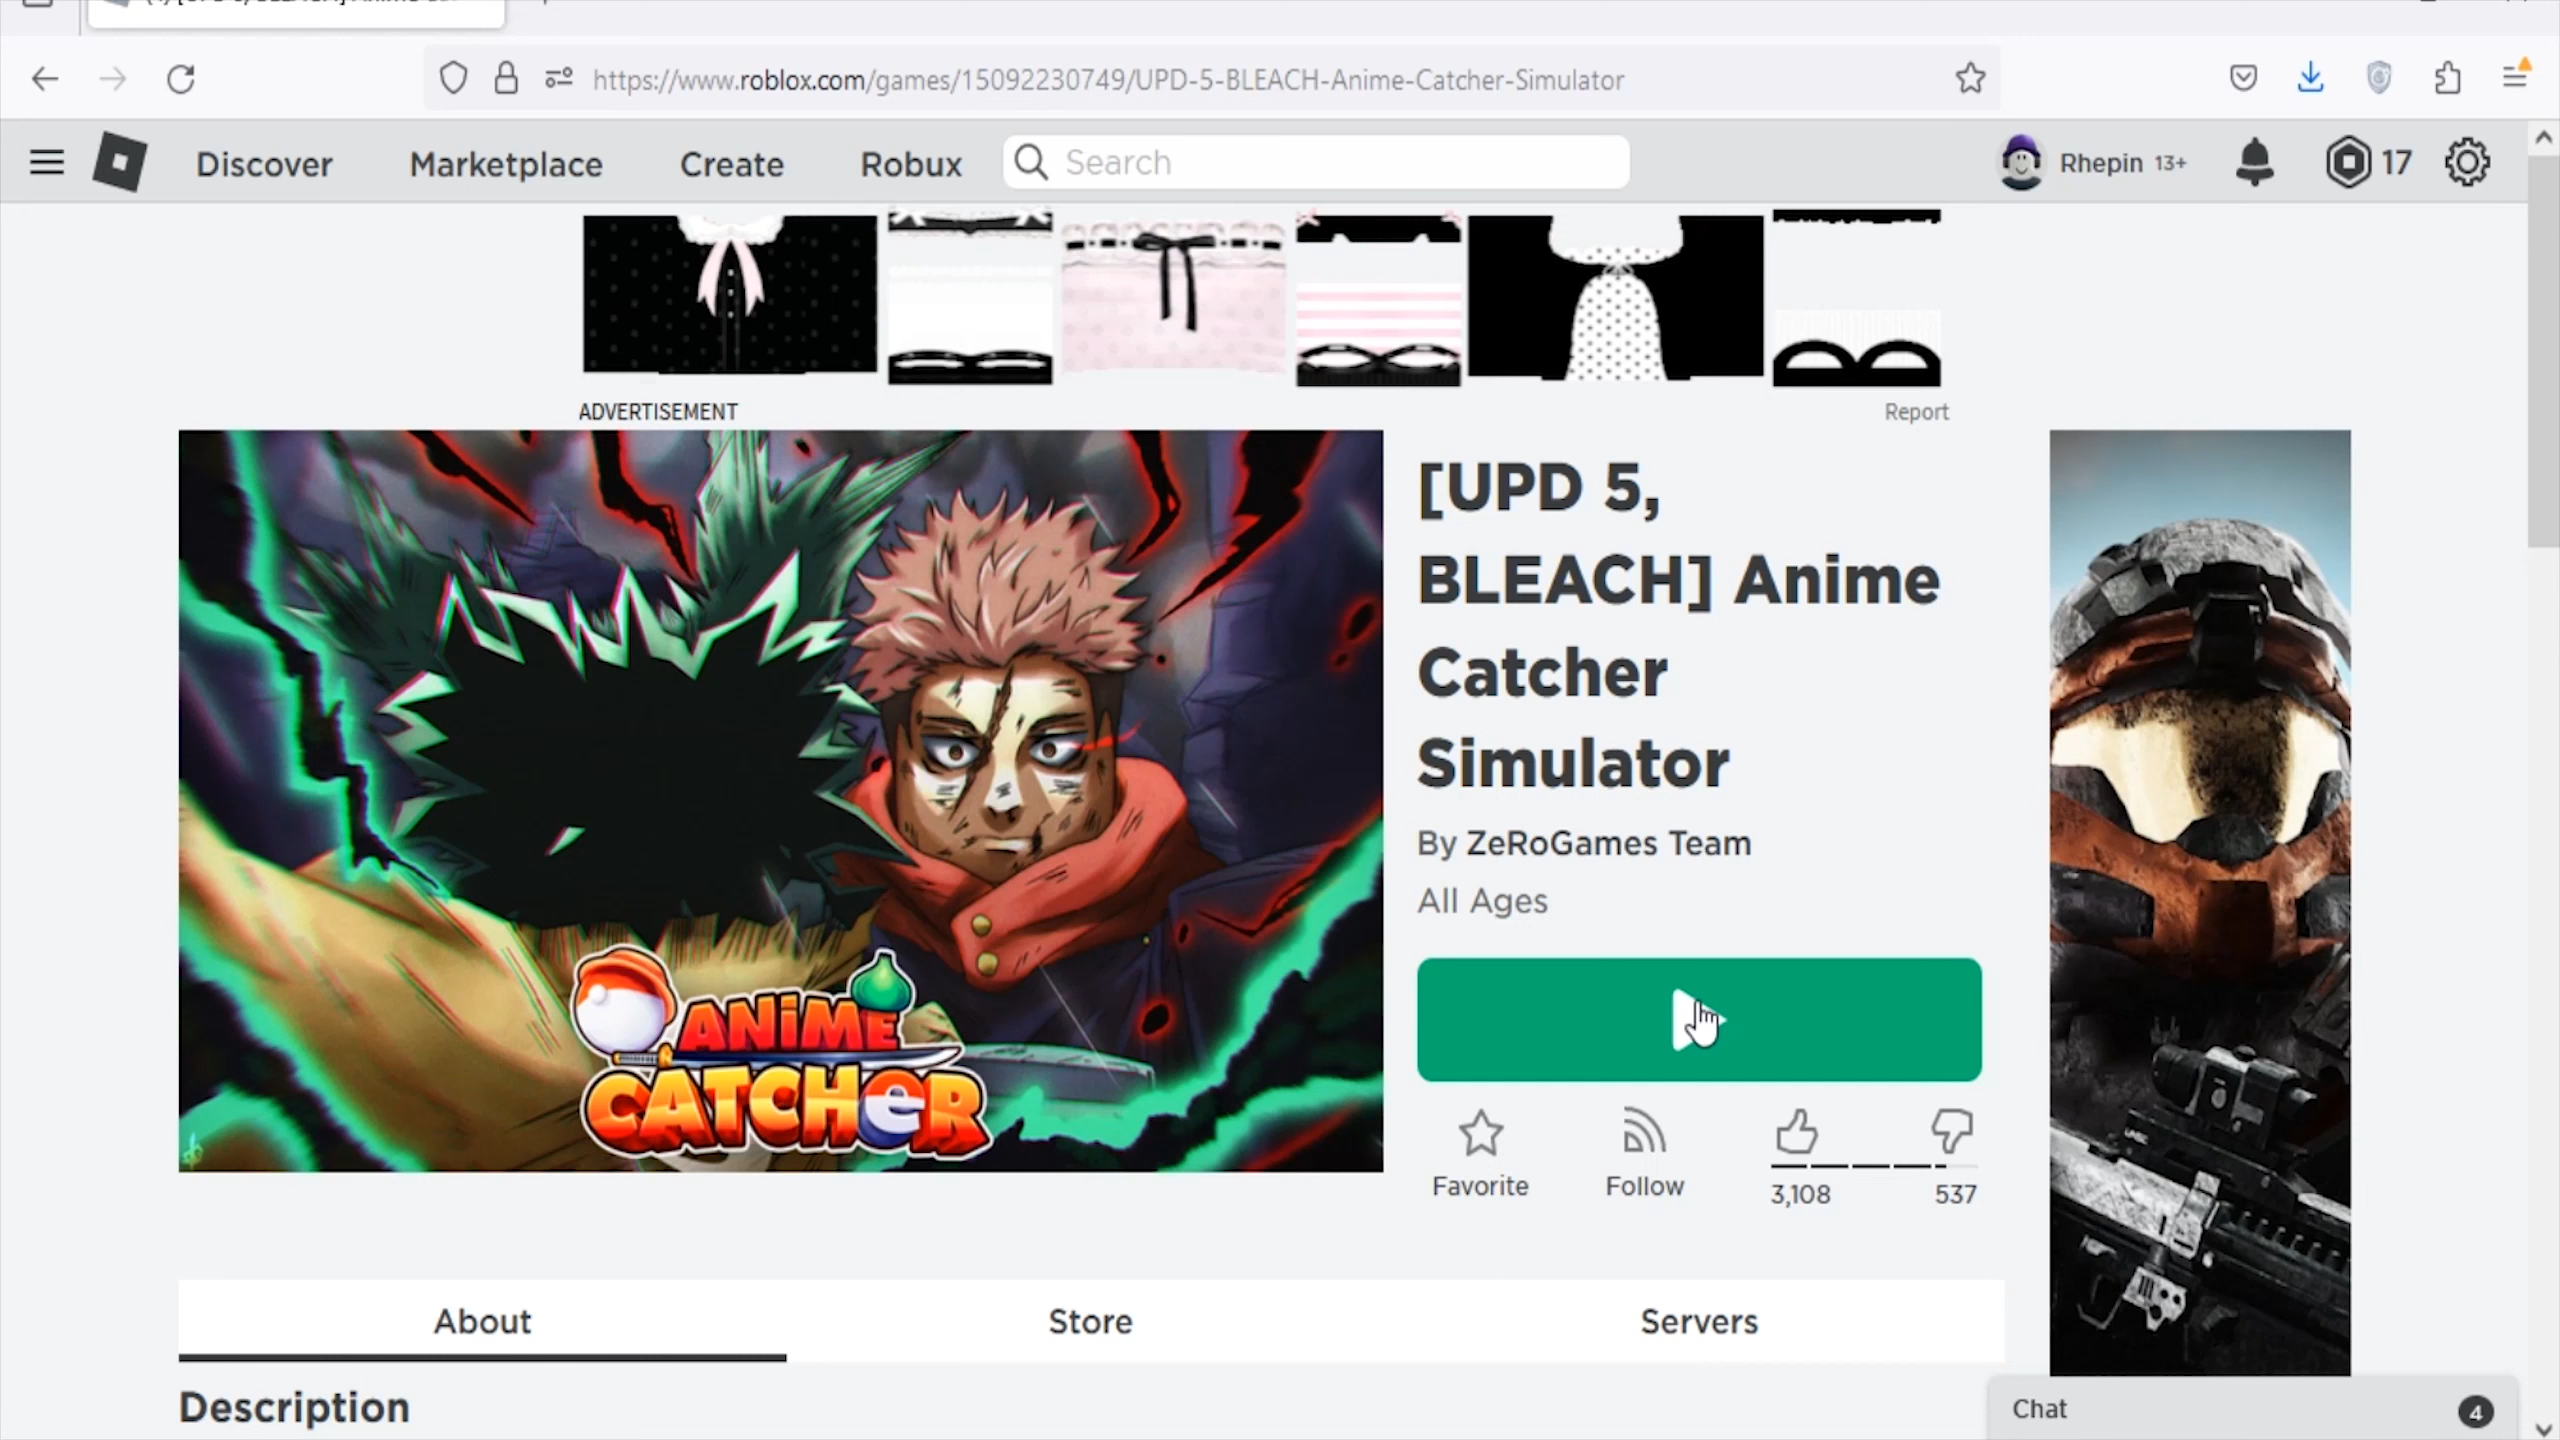 https://www.roblox.com/games/15092230749/UPD-5-BLEACH-Anime-Catcher-Simulator
Discover Marketplace Create Robux Search Rhepin 13+ 17
ADVERTISEMENT Report
[UPD 5,
BLEACH] Anime
Catcher
Simulator
By ZeRoGames Team
All Ages
ANiME
CATCHeR
Favorite Follow 3,108 537
About Store Servers
Description
Chat 4